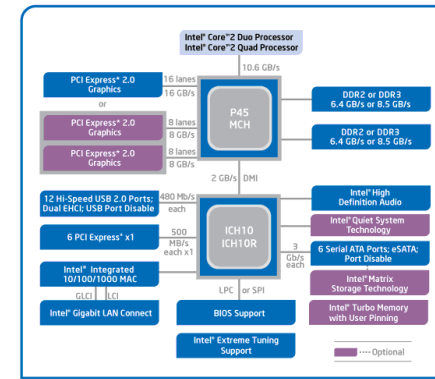 Intel® Core™2 Duo Processor
Intel® Core™2 Quad Processor
10.6 GB/s
PCI Express* 2.0
Graphics
16 lanes
16 GB/s
or
PCI Express* 2.0
Graphics
8 lanes
8 GB/s
PCI Express* 2.0
Graphics
8 lanes
8 GB/s
P45
MCH
DDR2 or DDR3
6.4 GB/s or 8.5 GB/s
DDR2 or DDR3
6.4 GB/s or 8.5 GB/s
2 GB/s DMI
12 Hi-Speed USB 2.0 Ports;
Dual EHCI; USB Port Disable
480 Mb/s
each
6 PCI Express* x1
500
MB/s
each x1
Intel® Integrated
10/100/1000 MAC
GLCI
LCI
Intel® Gigabit LAN Connect
ICH10
ICH10R
Intel® High
Definition Audio
Intel® Quiet System
Technology
3
Gb/s
each
6 Serial ATA Ports; eSATA;
Port Disable
Intel® Matrix
Storage Technology
Intel® Turbo Memory
with User Pinning
LPC or SPI
BIOS Support
Intel® Extreme Tuning
Support
----Optional